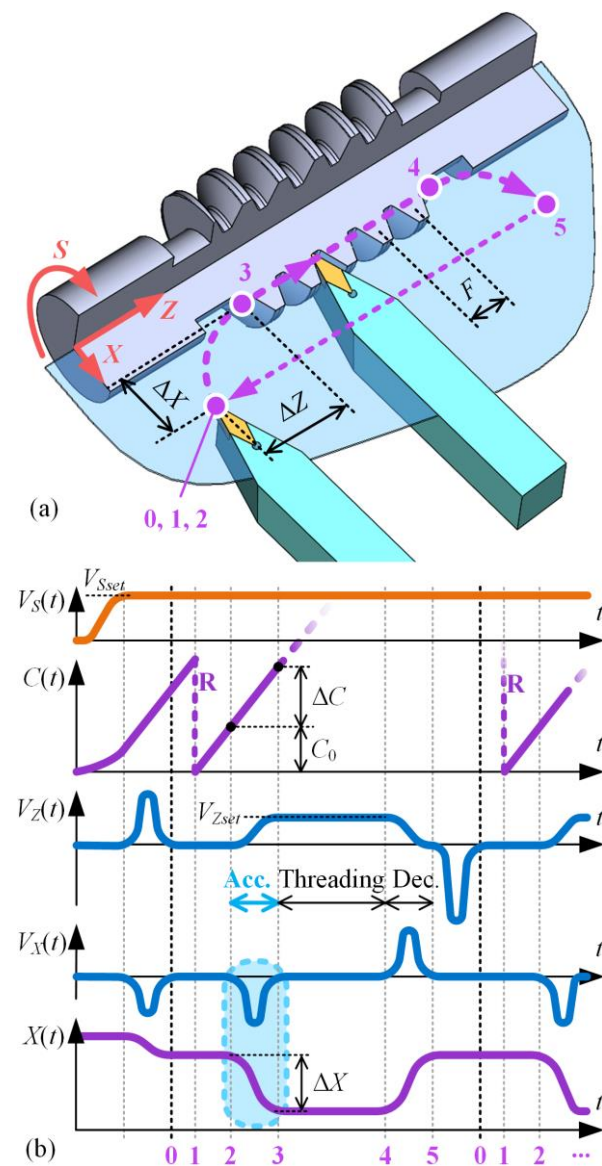 S
Z
X
3
4
5
F
ΔX
ΔZ
0, 1, 2
(a)
V_Sset
V_S(t)
t
C(t)
R
ΔC
C_0
R
t
V_Z(t)
V_Zset
t
Acc. Threading Dec.
V_X(t)
t
X(t)
ΔX
t
(b)
0 1 2 3 4 5 0 1 2 ...